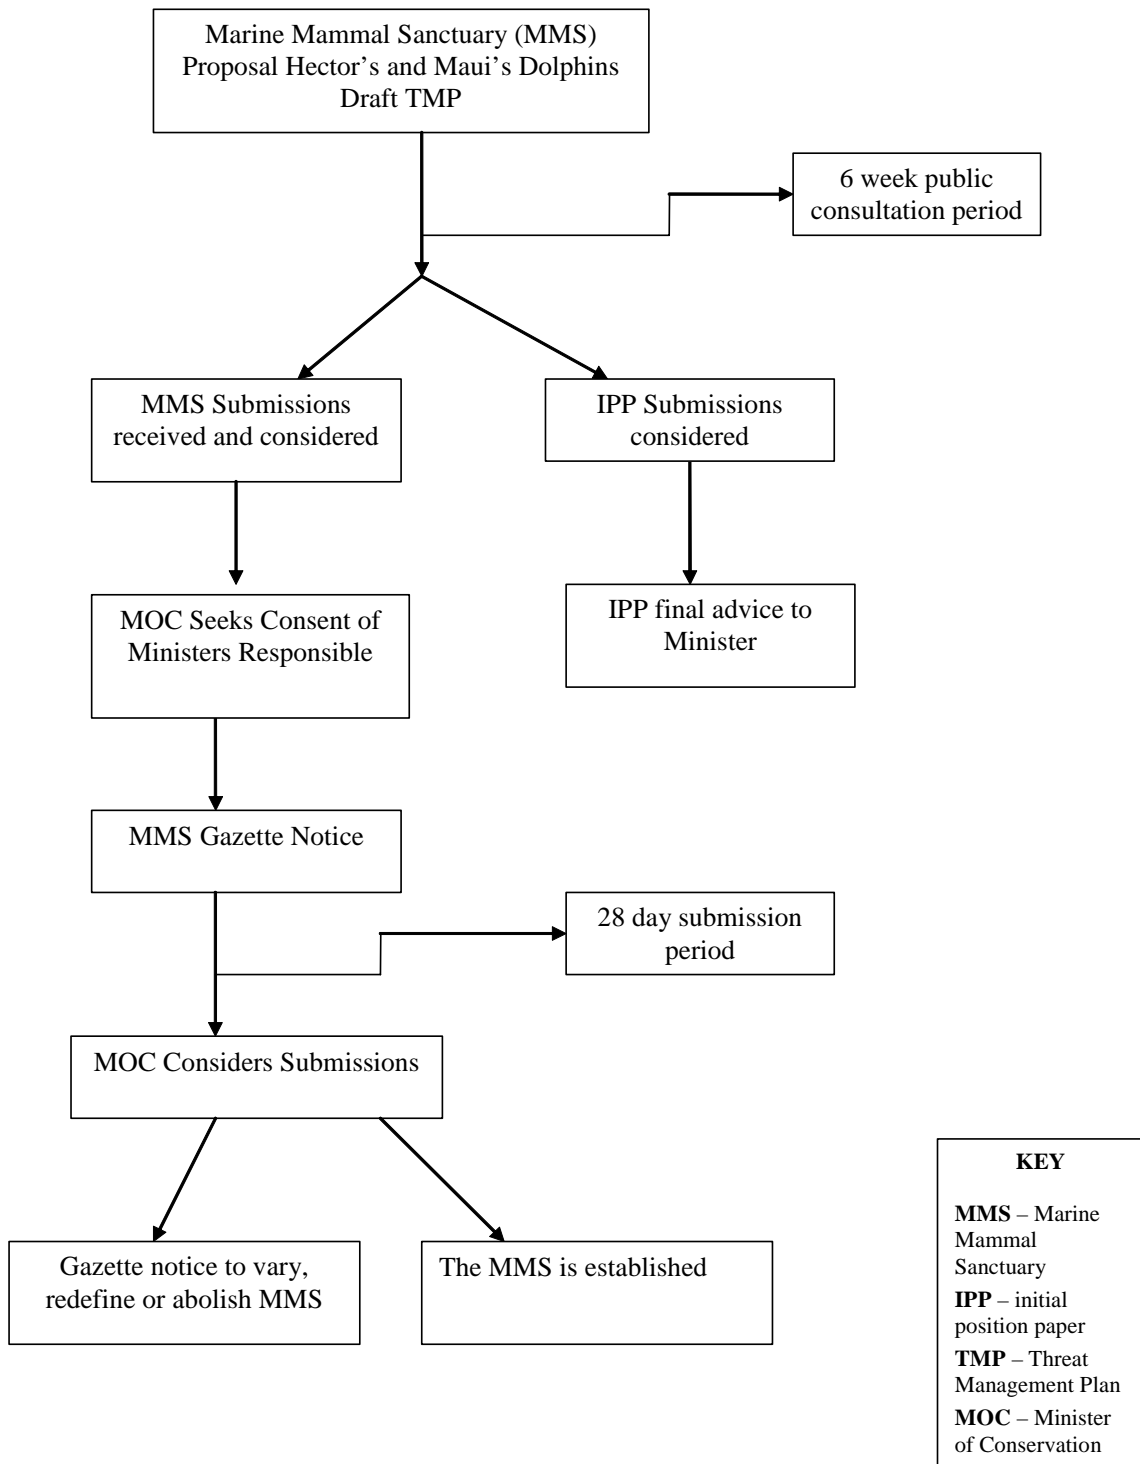 Marine Mammal Sanctuary (MMS)
Proposal Hector’s and Maui’s Dolphins
Draft TMP
6 week public
consultation period
MMS Submissions
received and considered
IPP Submissions
considered
MOC Seeks Consent of
Ministers Responsible
IPP final advice to
Minister
MMS Gazette Notice
28 day submission
period
MOC Considers Submissions
Gazette notice to vary,
redefine or abolish MMS
The MMS is established
KEY
MMS – Marine
Mammal
Sanctuary
IPP – initial
position paper
TMP – Threat
Management Plan
MOC – Minister
of Conservation